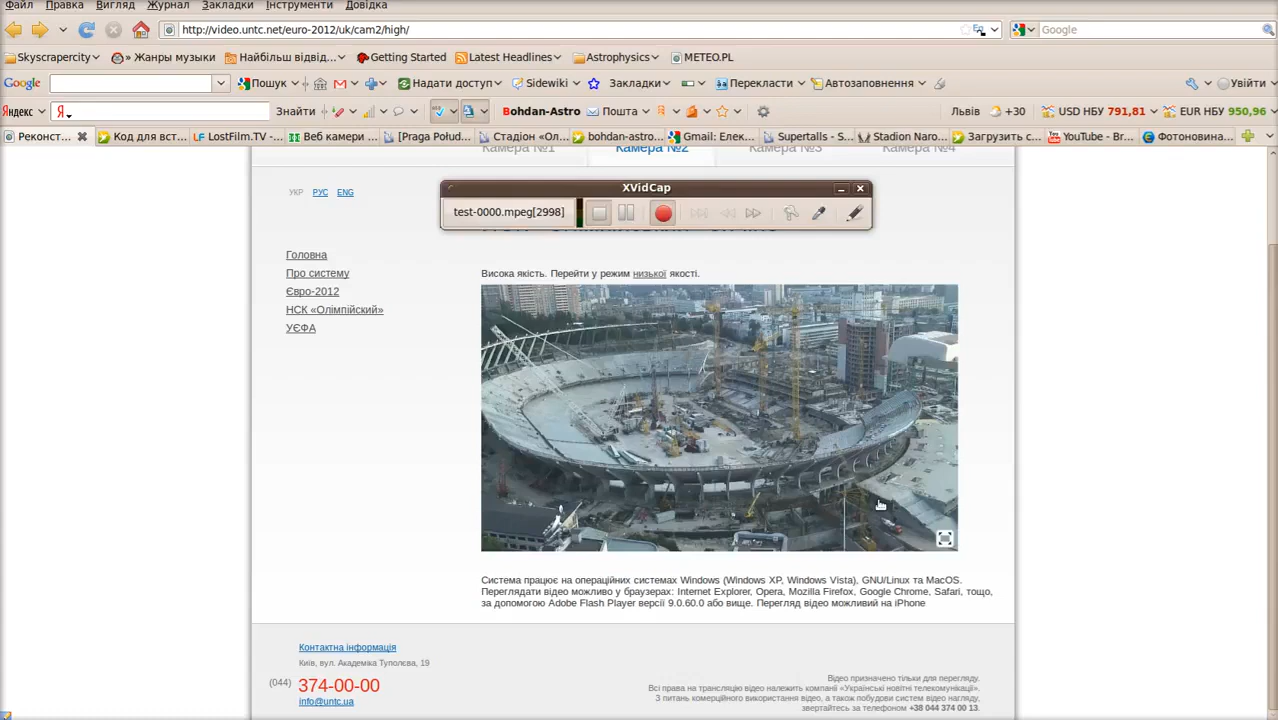 Файл Правка Вигляд Журнал Закладки Інструменти Довідка
http://video.untc.net/euro-2012/uk/cam2/high/ Google
Skyscrapercity Жанры музыки Найбільш відвід... Getting Started Latest Headlines Astrophysics METEO.PL
Google Пошук Надати доступ Sidewiki Закладки Перекласти Автозаповнення Увійти
Яндекс Я Знайти Bohdan-Astro Пошта Львів +30 USD НБУ 791,81 EUR НБУ 950,96
Реконст... Код для вст... LostFilm.TV -... Веб камери ... [Praga Połud... Стадіон «Ол... bohdan-astro... Gmail: Елек... Supertalls - S... Stadion Naro... Загрузить с... YouTube - Br... Фотоновина...
Камера №1 Камера №2 Камера №3 Камера №4
XVidCap
УКР РУС ENG
test-0000.mpeg[2998]
Головна
Про систему
Євро-2012
НСК «Олімпійский»
УЄФА
Висока якість. Перейти у режим низької якості.
Система працює на операційних системах Windows (Windows XP, Windows Vista), GNU/Linux та MacOS.
Переглядати відео можливо у браузерах: Internet Explorer, Opera, Mozilla Firefox, Google Chrome, Safari, тощо,
за допомогою Adobe Flash Player версії 9.0.60.0 або вище. Перегляд відео можливий на iPhone
Контактна інформація
Київ, вул. Академіка Туполєва, 19
(044) 374-00-00
info@untc.ua
Відео призначено тільки для перегляду.
Всі права на трансляцію відео належить компанії «Українські новітні телекомунікації».
З питань комерційного використання відео, а також побудови систем відео нагляду,
звертайтесь за телефоном +38 044 374 00 13.